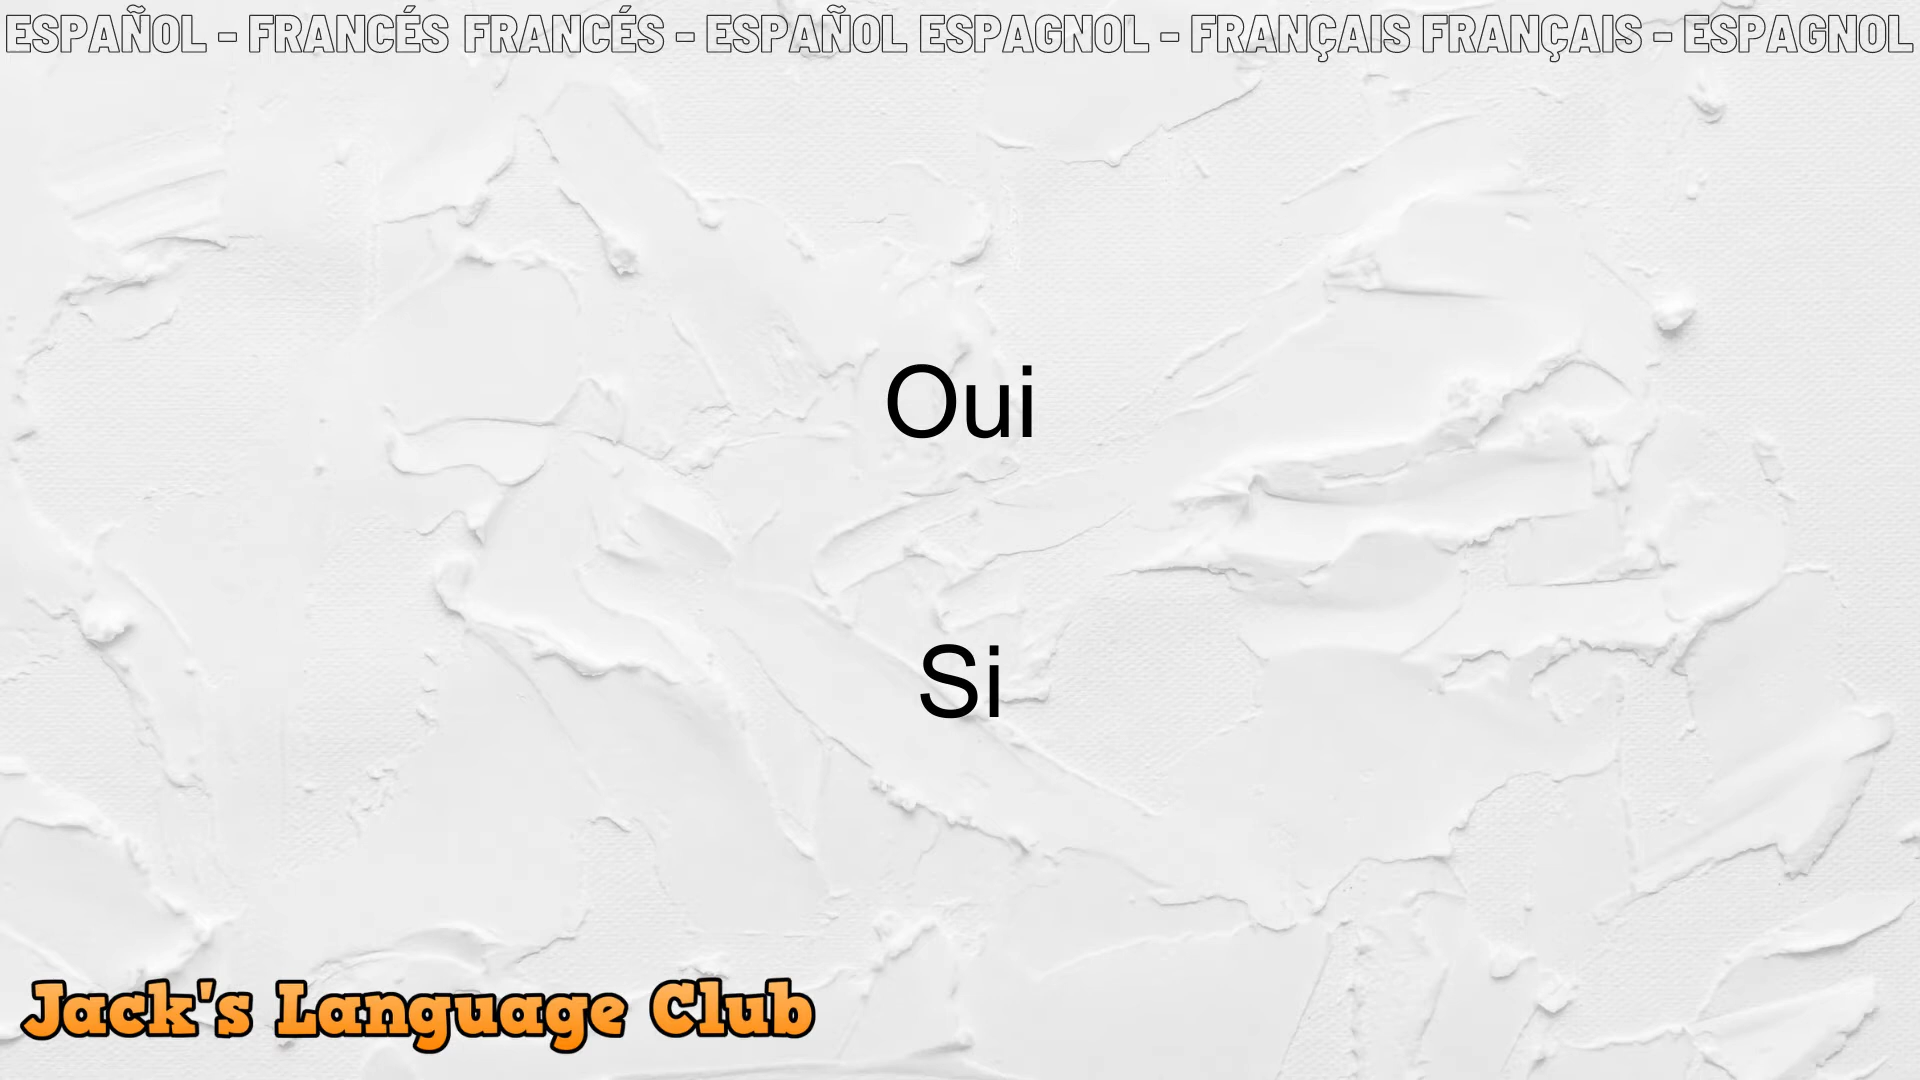 ESPAÑOL - FRANCÉS FRANCÉS - ESPAÑOL ESPAGNOL - FRANÇAIS FRANÇAIS - ESPAGNOL
Oui
Si
Jack's Language Club